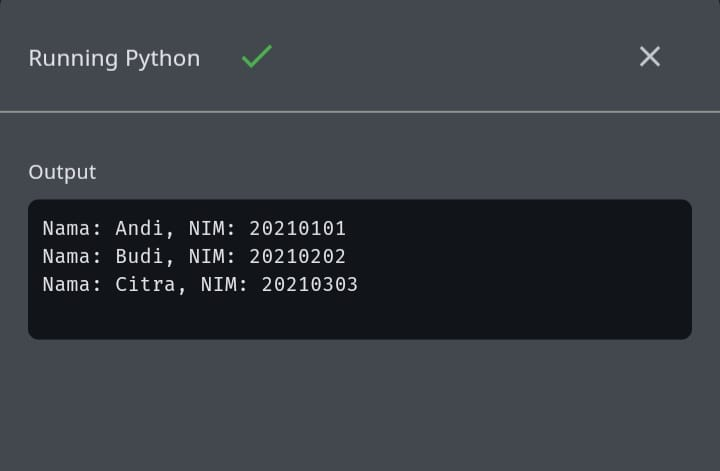 Running Python
Output
Nama: Andi, NIM: 20210101
Nama: Budi, NIM: 20210202
Nama: Citra, NIM: 20210303